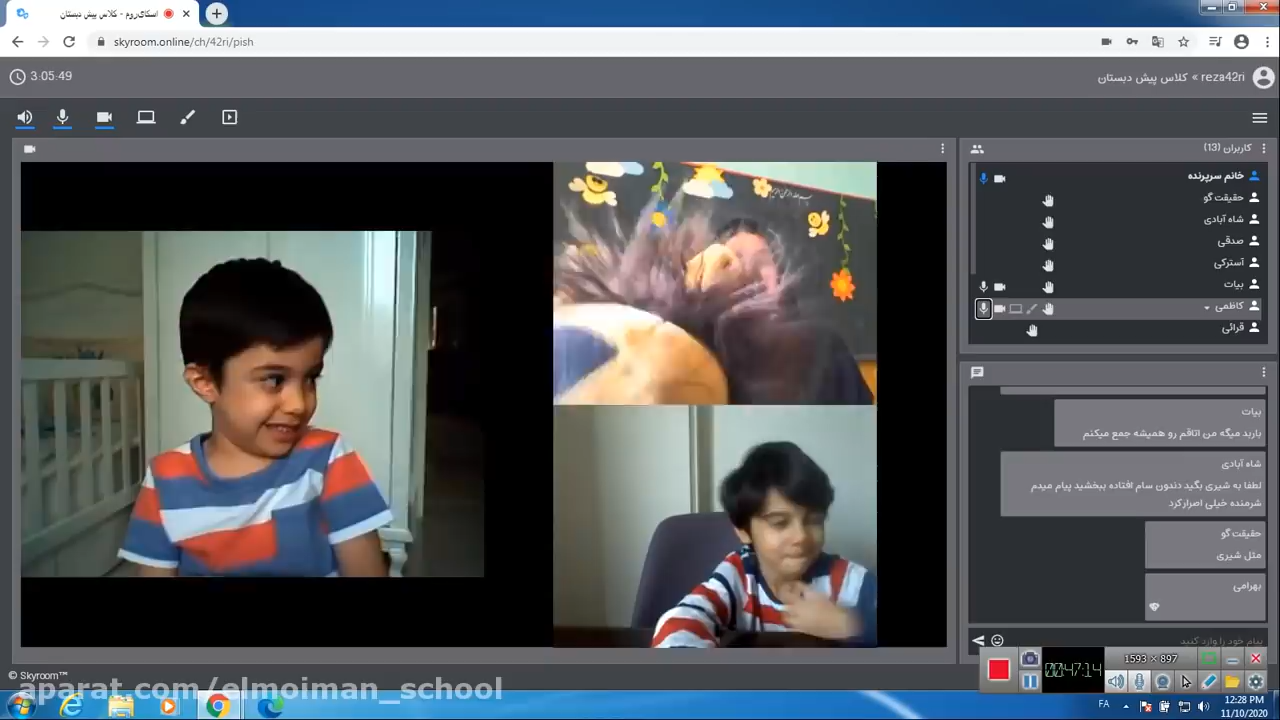 اسکای‌روم - کلاس پیش دبستان
skyroom.online/ch/42ri/pish
3:05:49
reza42ri » کلاس پیش دبستان
کاربران (13)
خانم سرپرنده
حقیقت گو
شاه آبادی
صدقی
آسترکی
بیات
کاظمی
قرائی
بیات
باربد میگه من اتاقم رو همیشه جمع میکنم
شاه آبادی
لطفا به شیری بگید دندون سام افتاده ببخشید پیام میدم
شرمنده خیلی اصرارکرد
حقیقت گو
مثل شیری
بهرامی
پیام خود را وارد کنید
1593 × 897
© Skyroom™
aparat.com/elmoiman_school
FA
12:28 PM
11/10/2020